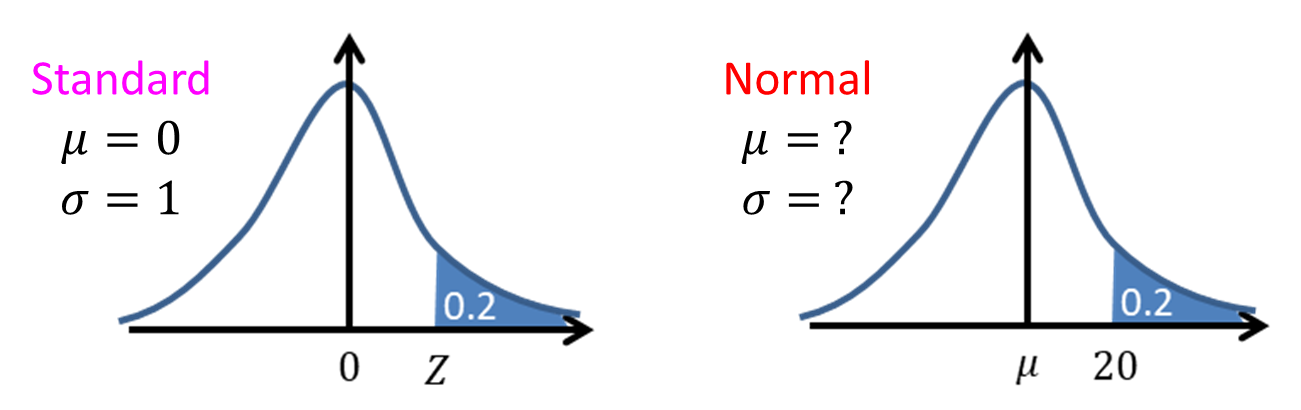 Standard
μ = 0
σ = 1
0.2
0 Z
Normal
μ = ?
σ = ?
0.2
μ 20